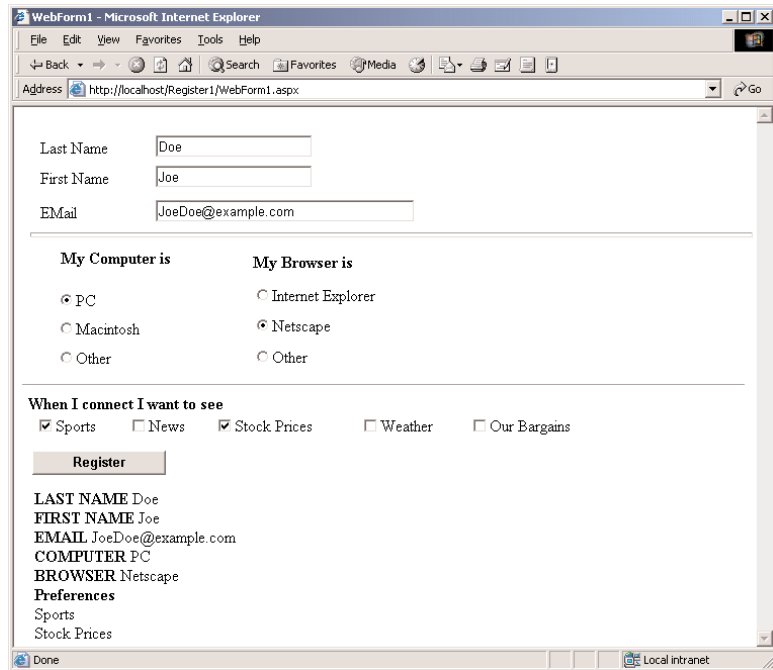 WebForm1 - Microsoft Internet Explorer
File Edit View Favorites Tools Help
Back Search Favorites Media
Address http://localhost/Register1/WebForm1.aspx Go
Last Name Doe
First Name Joe
EMail JoeDoe@example.com
My Computer is My Browser is
PC Internet Explorer
Macintosh Netscape
Other Other
When I connect I want to see
Sports News Stock Prices Weather Our Bargains
Register
LAST NAME Doe
FIRST NAME Joe
EMAIL JoeDoe@example.com
COMPUTER PC
BROWSER Netscape
Preferences
Sports
Stock Prices
Done Local intranet